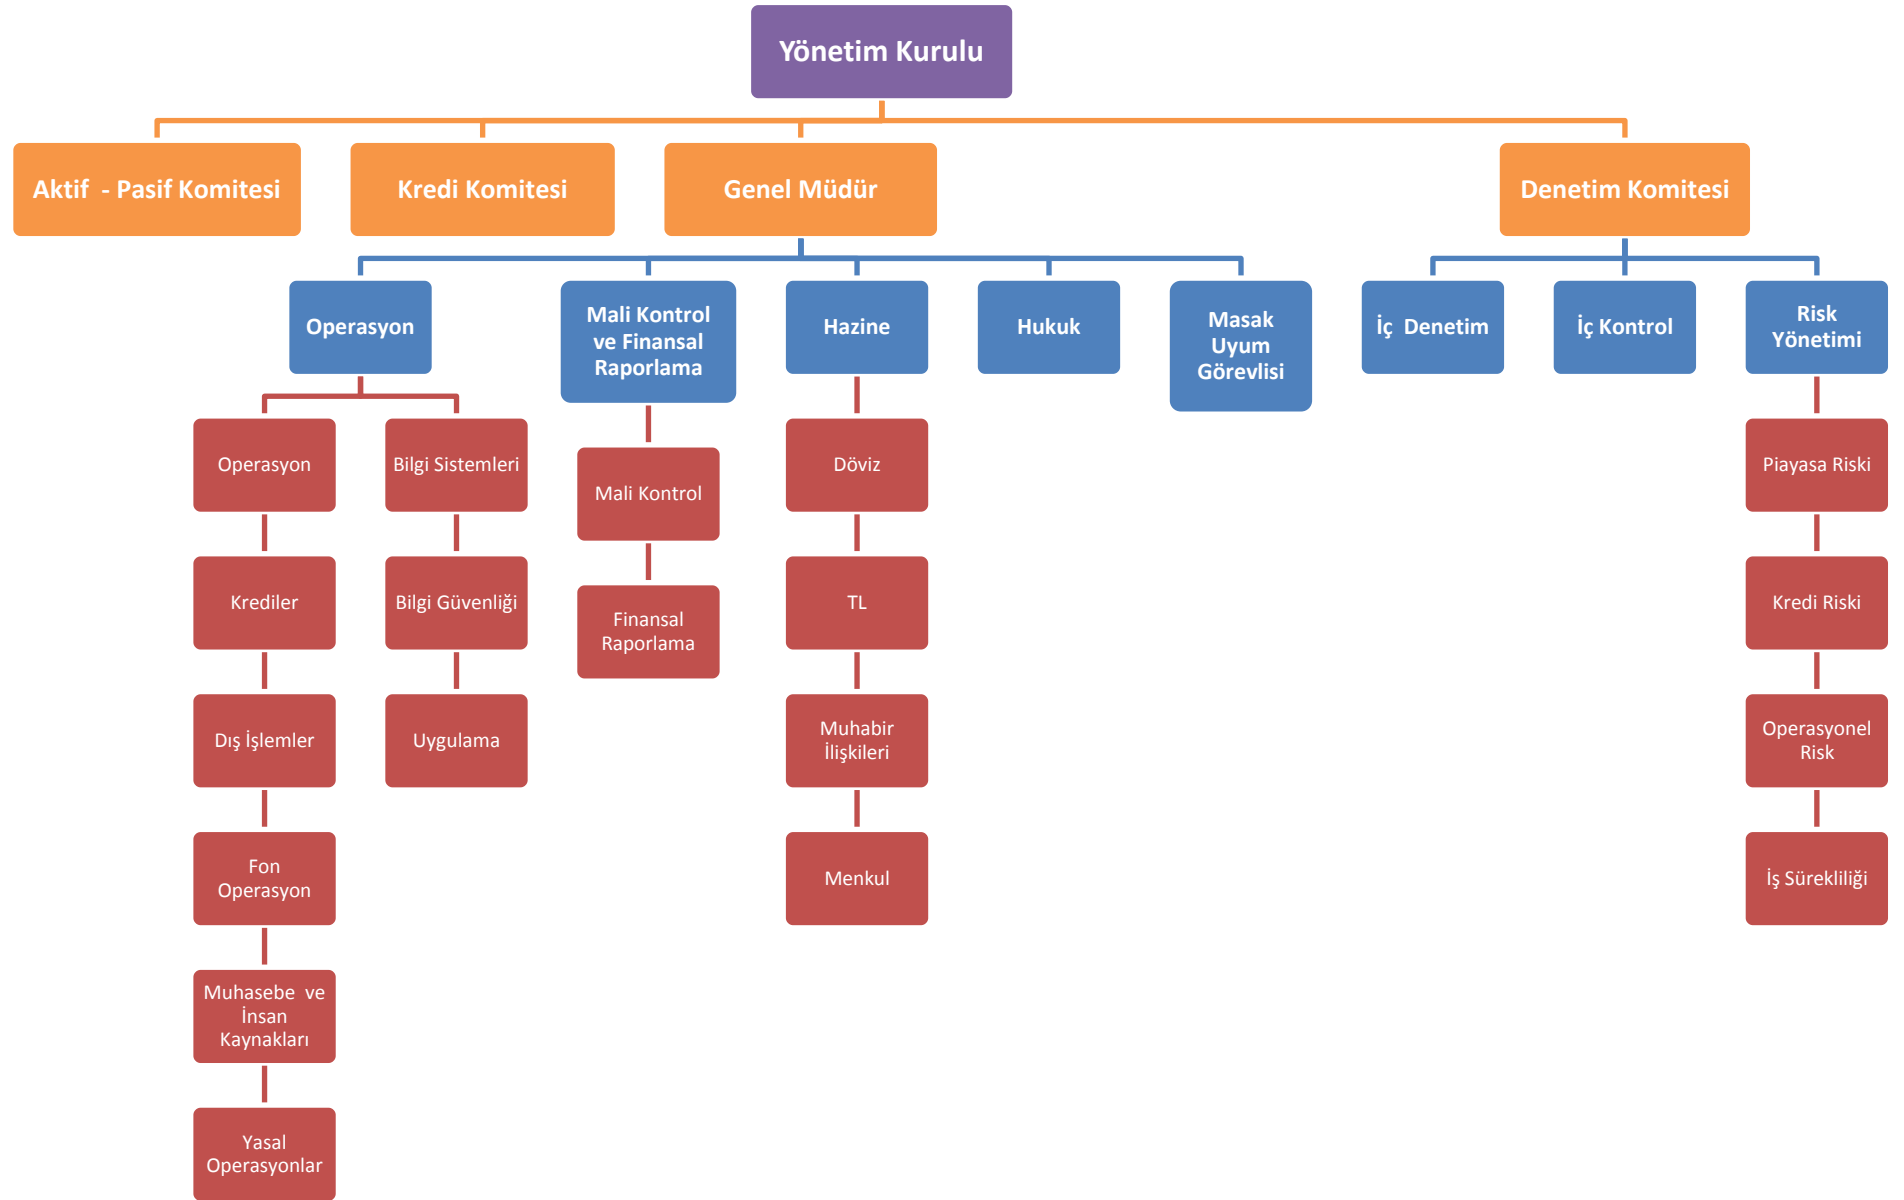 Yönetim Kurulu
Aktif - Pasif Komitesi
Kredi Komitesi
Genel Müdür
Denetim Komitesi
Operasyon
Mali Kontrol
ve Finansal
Raporlama
Hazine
Hukuk
Masak
Uyum
Görevlisi
İç Denetim
İç Kontrol
Risk
Yönetimi
Operasyon
Krediler
Dış İşlemler
Fon
Operasyon
Muhasebe ve
İnsan
Kaynakları
Yasal
Operasyonlar
Bilgi Sistemleri
Bilgi Güvenliği
Uygulama
Mali Kontrol
Finansal
Raporlama
Döviz
TL
Muhabir
İlişkileri
Menkul
Piayasa Riski
Kredi Riski
Operasyonel
Risk
İş Sürekliliği